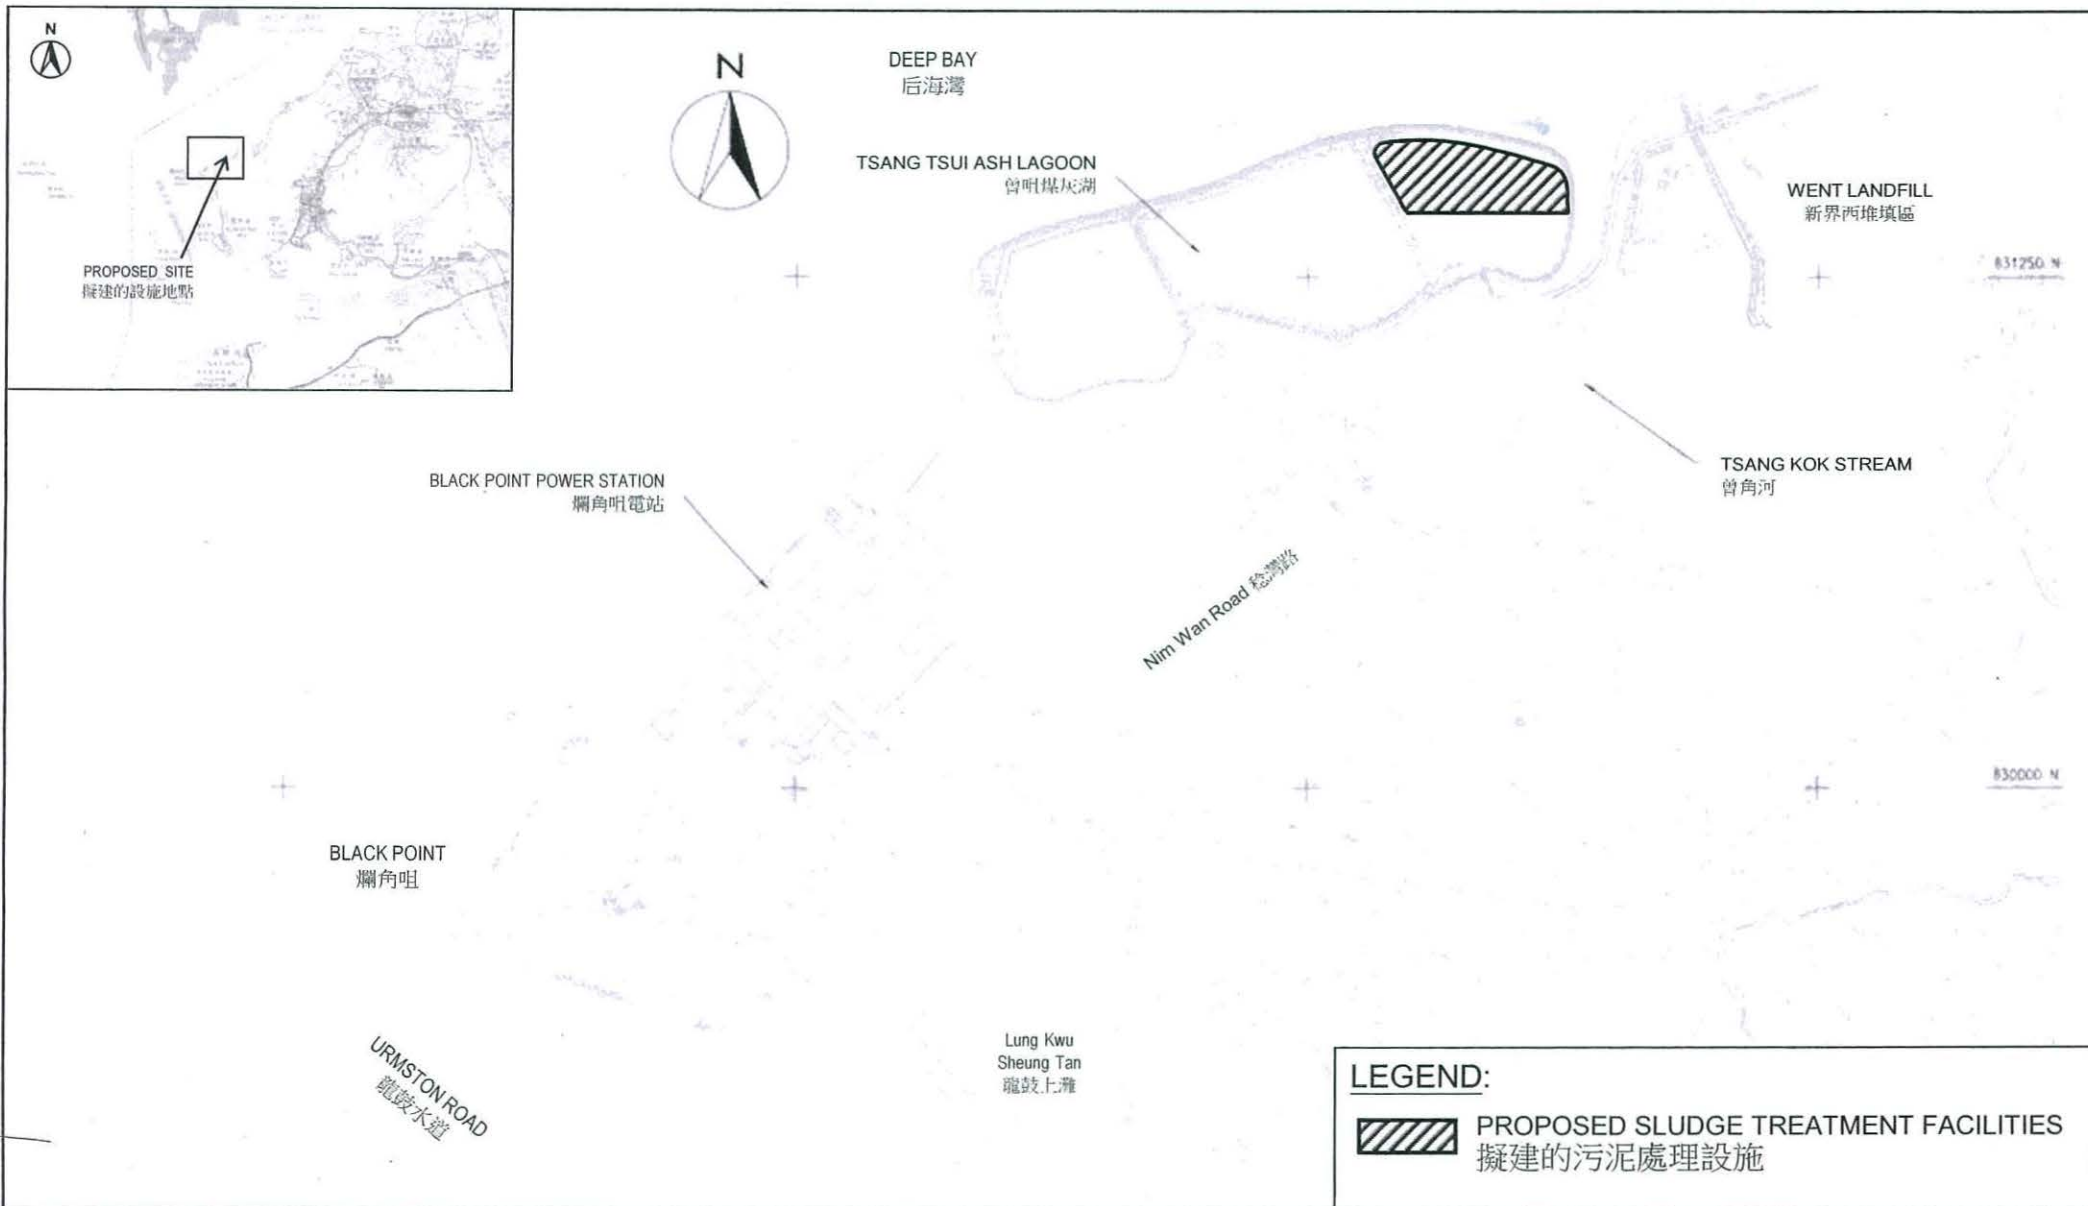 N
PROPOSED SITE
擬建的設施地點
N
DEEP BAY
后海灣
TSANG TSUI ASH LAGOON
曾咀煤灰湖
WENT LANDFILL
新界西堆填區
831250 N
BLACK POINT POWER STATION
爛角咀電站
TSANG KOK STREAM
曾角河
Nim Wan Road 稔灣路
830000 N
BLACK POINT
爛角咀
URMSTON ROAD
龍鼓水道
Lung Kwu
Sheung Tan
龍鼓上灘
LEGEND:
PROPOSED SLUDGE TREATMENT FACILITIES
擬建的污泥處理設施